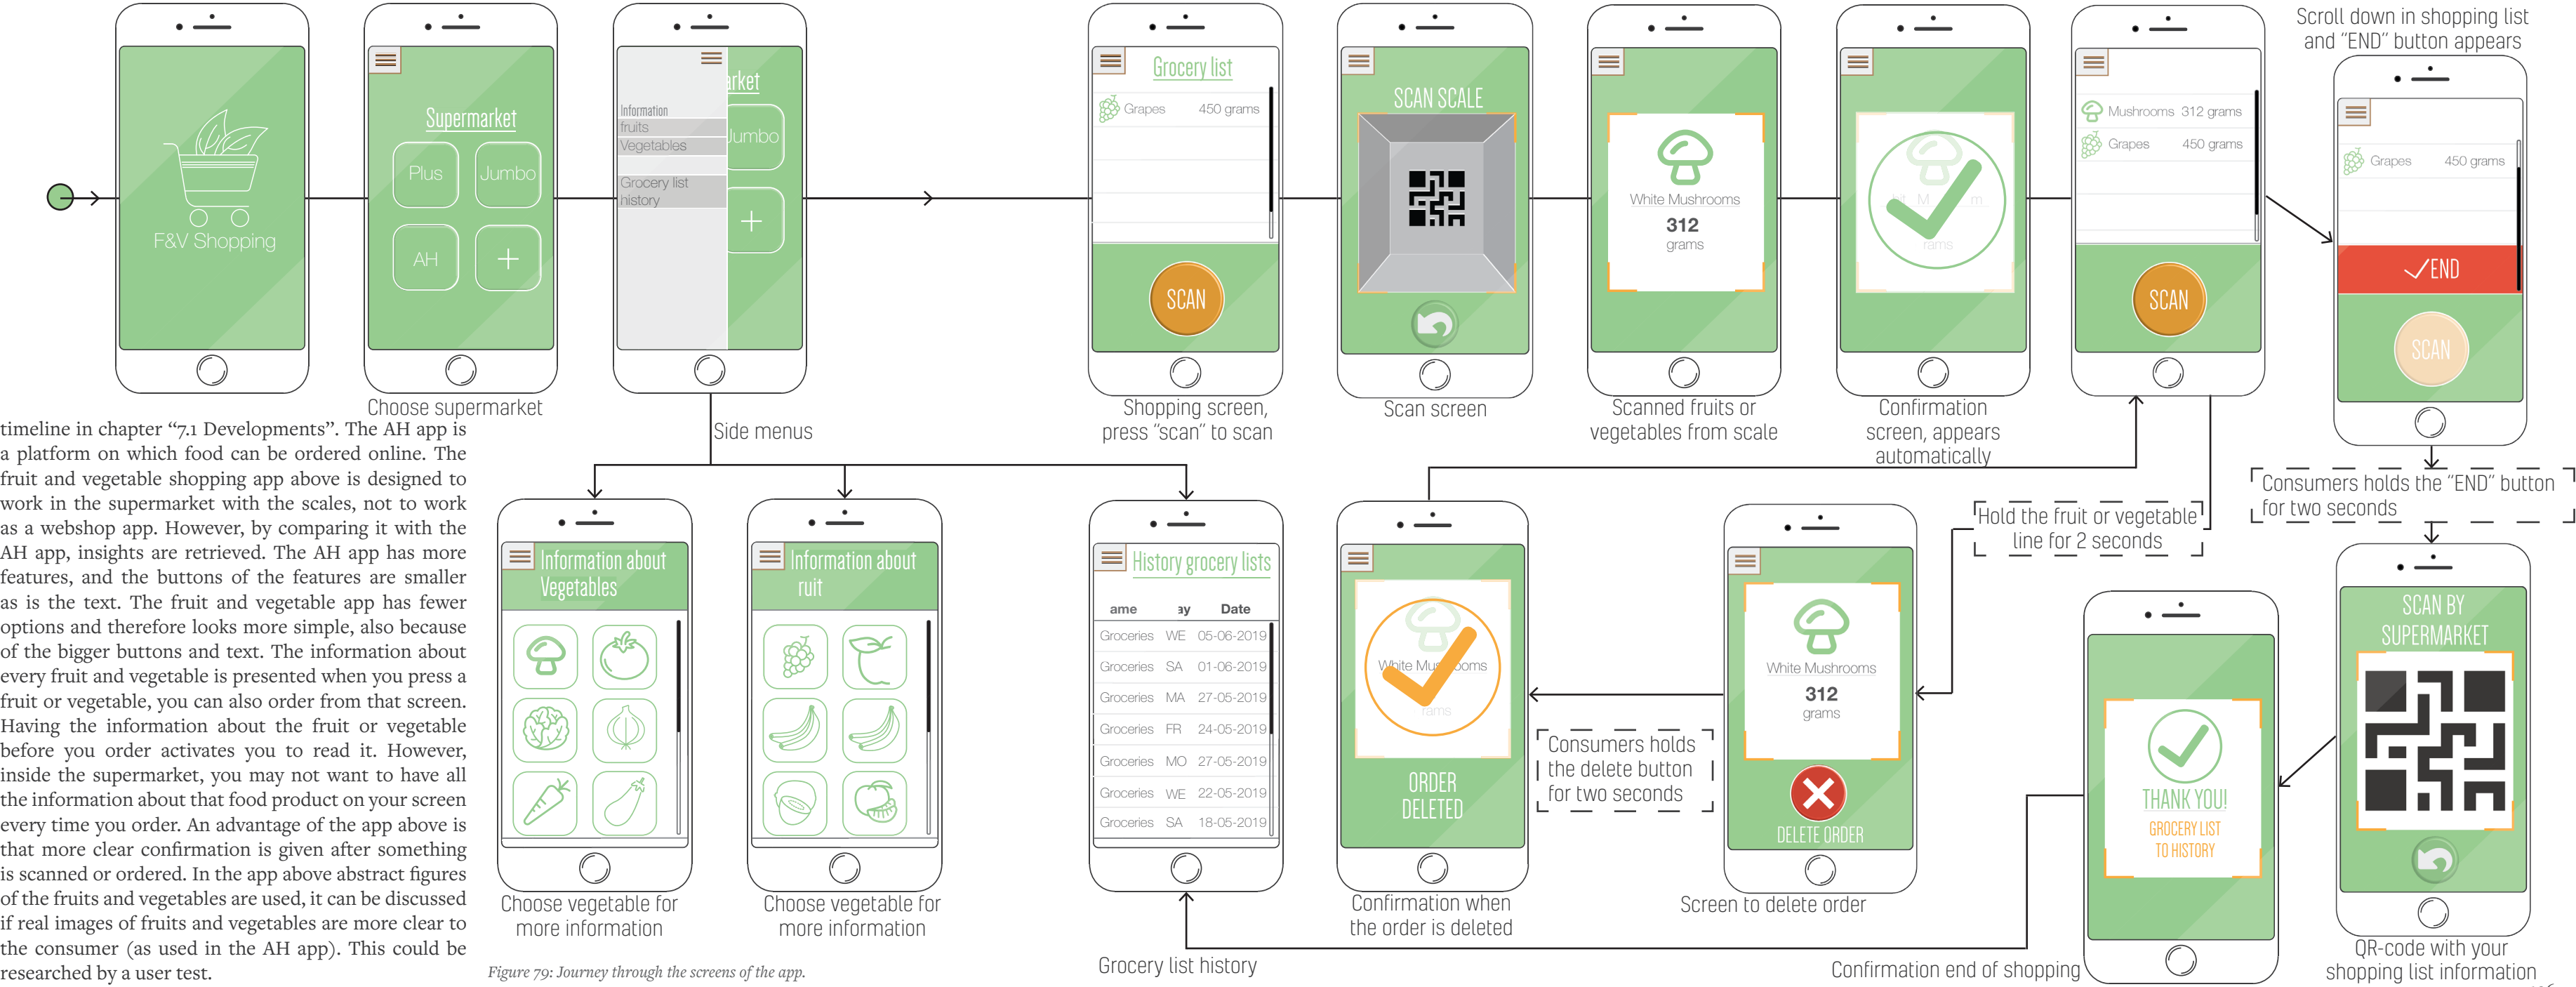 F&V Shopping
Supermarket
Plus
Jumbo
AH
+
Choose supermarket
arket
Information
fruits
Vegetables
Grocery list
history
Jumbo
+
Side menus
Grocery list
Grapes 450 grams
SCAN
Shopping screen,
press “scan” to scan
SCAN SCALE
Scan screen
White Mushrooms
312
grams
Scanned fruits or
vegetables from scale
M
m
rams
Confirmation
screen, appears
automatically
Mushrooms 312 grams
Grapes 450 grams
SCAN
Scroll down in shopping list
and “END” button appears
Grapes 450 grams
END
SCAN
Consumers holds the “END” button
for two seconds
Hold the fruit or vegetable
line for 2 seconds
timeline in chapter “7.1 Developments”. The AH app is
a platform on which food can be ordered online. The
fruit and vegetable shopping app above is designed to
work in the supermarket with the scales, not to work
as a webshop app. However, by comparing it with the
AH app, insights are retrieved. The AH app has more
features, and the buttons of the features are smaller
as is the text. The fruit and vegetable app has fewer
options and therefore looks more simple, also because
of the bigger buttons and text. The information about
every fruit and vegetable is presented when you press a
fruit or vegetable, you can also order from that screen.
Having the information about the fruit or vegetable
before you order activates you to read it. However,
inside the supermarket, you may not want to have all
the information about that food product on your screen
every time you order. An advantage of the app above is
that more clear confirmation is given after something
is scanned or ordered. In the app above abstract figures
of the fruits and vegetables are used, it can be discussed
if real images of fruits and vegetables are more clear to
the consumer (as used in the AH app). This could be
researched by a user test.
Information about
Vegetables
Choose vegetable for
more information
Information about
ruit
Choose vegetable for
more information
History grocery lists
ame ay Date
Groceries WE 05-06-2019
Groceries SA 01-06-2019
Groceries MA 27-05-2019
Groceries FR 24-05-2019
Groceries MO 27-05-2019
Groceries WE 22-05-2019
Groceries SA 18-05-2019
Grocery list history
White Mus ooms
rams
ORDER
DELETED
Confirmation when
the order is deleted
Consumers holds
the delete button
for two seconds
White Mushrooms
312
grams
DELETE ORDER
Screen to delete order
THANK YOU!
GROCERY LIST
TO HISTORY
Confirmation end of shopping
SCAN BY
SUPERMARKET
QR-code with your
shopping list information
Figure 79: Journey through the screens of the app.